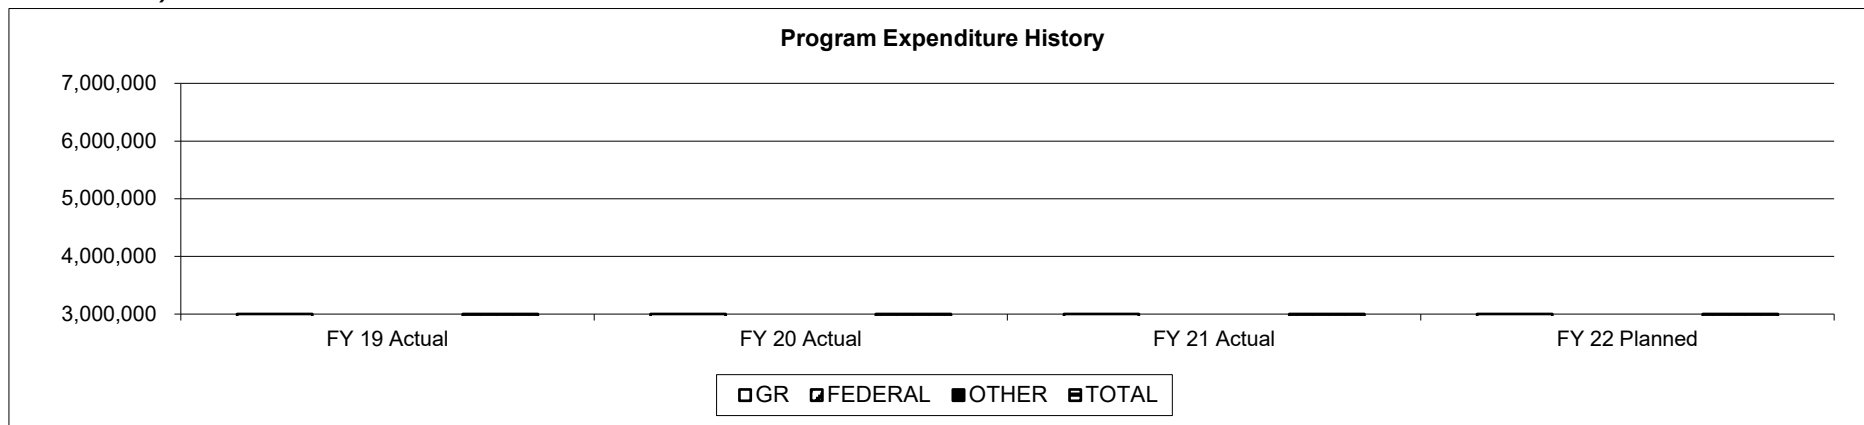 Program Expenditure History
7,000,000
6,000,000
5,000,000
4,000,000
3,000,000
FY 19 Actual FY 20 Actual FY 21 Actual FY 22 Planned
GR FEDERAL OTHER TOTAL